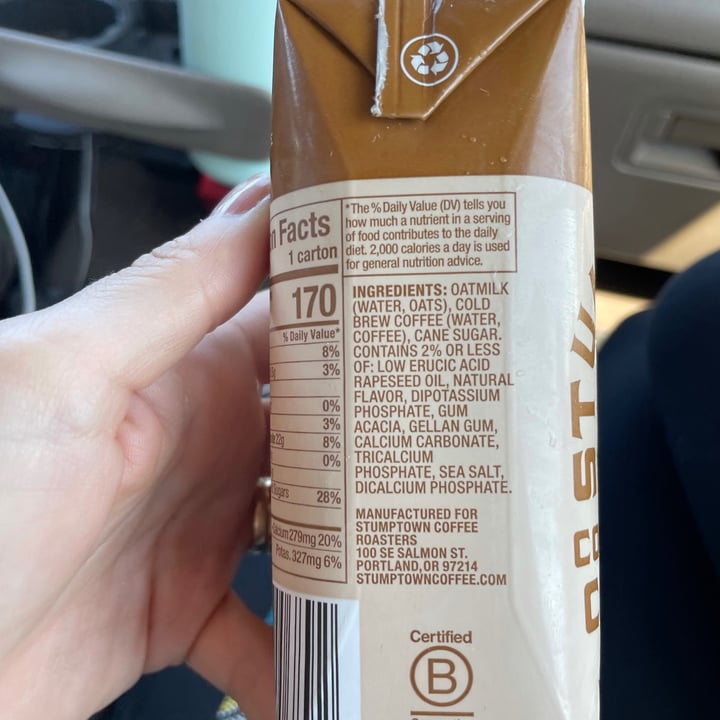 Facts
1 carton
170
% Daily Value*
8%
3%
0%
3%
22g 8%
0%
Sugars 28%
Calcium 279mg 20%
Potas. 327mg 6%
*The % Daily Value (DV) tells you
how much a nutrient in a serving
of food contributes to the daily
diet. 2,000 calories a day is used
for general nutrition advice.
INGREDIENTS: OATMILK
(WATER, OATS), COLD
BREW COFFEE (WATER,
COFFEE), CANE SUGAR.
CONTAINS 2% OR LESS
OF: LOW ERUCIC ACID
RAPESEED OIL, NATURAL
FLAVOR, DIPOTASSIUM
PHOSPHATE, GUM
ACACIA, GELLAN GUM,
CALCIUM CARBONATE,
TRICALCIUM
PHOSPHATE, SEA SALT,
DICALCIUM PHOSPHATE.
MANUFACTURED FOR
STUMPTOWN COFFEE
ROASTERS
100 SE SALMON ST.
PORTLAND, OR 97214
STUMPTOWNCOFFEE.COM
Certified
B
STU